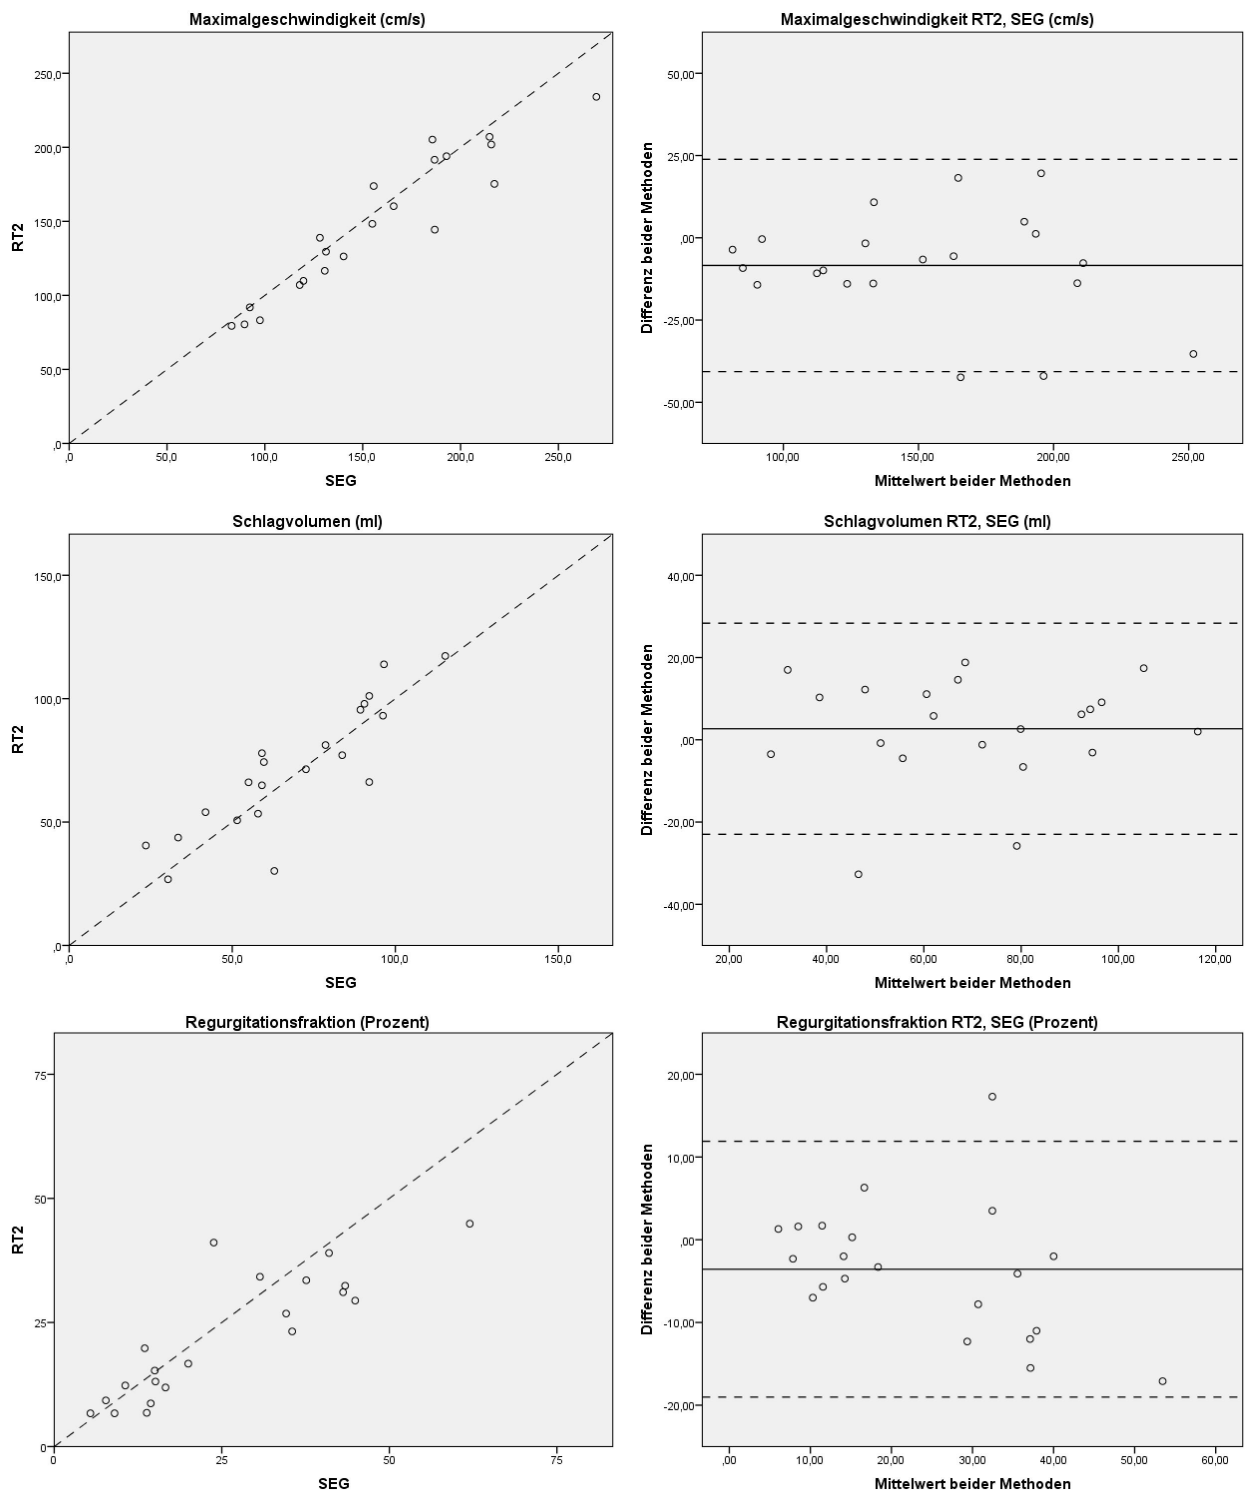 Maximalgeschwindigkeit (cm/s)
250,0
200,0
150,0
100,0
50,0
,0
RT2
,0 50,0 100,0 150,0 200,0 250,0
SEG
Maximalgeschwindigkeit RT2, SEG (cm/s)
50,00
25,00
,00
-25,00
-50,00
Differenz beider Methoden
100,00 150,00 200,00 250,00
Mittelwert beider Methoden
Schlagvolumen (ml)
150,0
100,0
50,0
,0
RT2
,0 50,0 100,0 150,0
SEG
Schlagvolumen RT2, SEG (ml)
40,00
20,00
,00
-20,00
-40,00
Differenz beider Methoden
20,00 40,00 60,00 80,00 100,00 120,00
Mittelwert beider Methoden
Regurgitationsfraktion (Prozent)
75
50
25
0
RT2
0 25 50 75
SEG
Regurgitationsfraktion RT2, SEG (Prozent)
20,00
10,00
,00
-10,00
-20,00
Differenz beider Methoden
,00 10,00 20,00 30,00 40,00 50,00 60,00
Mittelwert beider Methoden